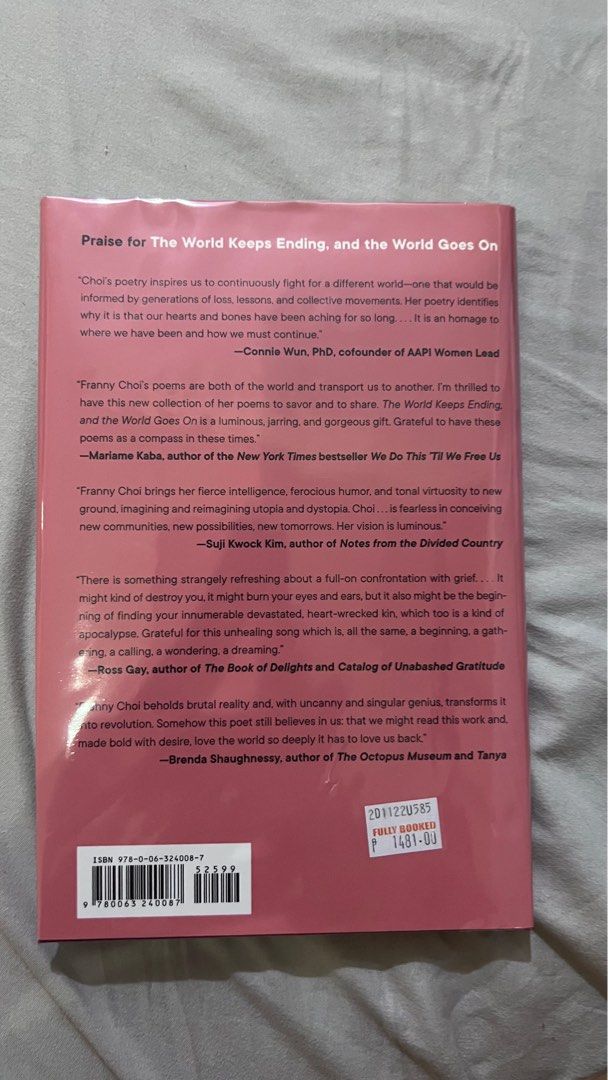 Praise for The World Keeps Ending, and the World Goes On
"Choi's poetry inspires us to continuously fight for a different world—one that would be
informed by generations of loss, lessons, and collective movements. Her poetry identifies
why it is that our hearts and bones have been aching for so long. . . . It is an homage to
where we have been and how we must continue."
—Connie Wun, PhD, cofounder of AAPI Women Lead
"Franny Choi's poems are both of the world and transport us to another. I'm thrilled to
have this new collection of her poems to savor and to share. The World Keeps Ending,
and the World Goes On is a luminous, jarring, and gorgeous gift. Grateful to have these
poems as a compass in these times."
—Mariame Kaba, author of the New York Times bestseller We Do This 'Til We Free Us
"Franny Choi brings her fierce intelligence, ferocious humor, and tonal virtuosity to new
ground, imagining and reimagining utopia and dystopia. Choi . . . is fearless in conceiving
new communities, new possibilities, new tomorrows. Her vision is luminous."
—Suji Kwock Kim, author of Notes from the Divided Country
"There is something strangely refreshing about a full-on confrontation with grief. . . . It
might kind of destroy you, it might burn your eyes and ears, but it also might be the begin-
ning of finding your innumerable devastated, heart-wrecked kin, which too is a kind of
apocalypse. Grateful for this unhealing song which is, all the same, a beginning, a gath-
ering, a calling, a wondering, a dreaming."
—Ross Gay, author of The Book of Delights and Catalog of Unabashed Gratitude
"Franny Choi beholds brutal reality and, with uncanny and singular genius, transforms it
into revolution. Somehow this poet still believes in us: that we might read this work and,
made bold with desire, love the world so deeply it has to love us back."
—Brenda Shaughnessy, author of The Octopus Museum and Tanya
201122U585
FULLY BOOKED
₱ 1481.00
ISBN 978-0-06-324008-7
52599
9 780063 240087